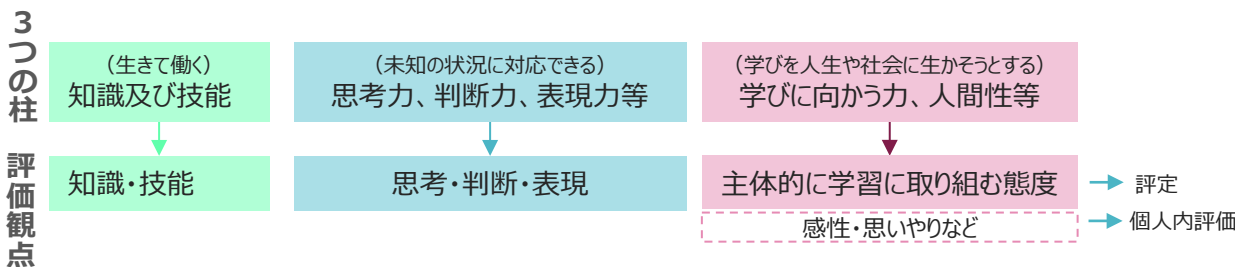 3つの柱
(生きて働く)
知識及び技能
(未知の状況に対応できる)
思考力、判断力、表現力等
(学びを人生や社会に生かそうとする)
学びに向かう力、人間性等
評価観点
知識・技能
思考・判断・表現
主体的に学習に取り組む態度
評定
感性・思いやりなど
個人内評価